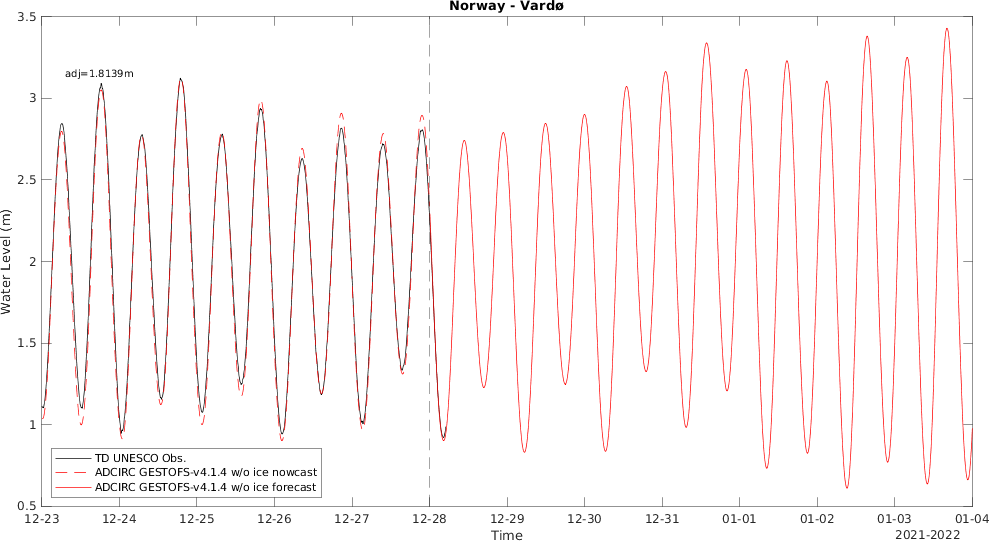 Norway - Vardø
3.5
adj=1.8139m
3
2.5
Water Level (m)
2
1.5
1
TD UNESCO Obs.
ADCIRC GESTOFS-v4.1.4 w/o ice nowcast
ADCIRC GESTOFS-v4.1.4 w/o ice forecast
0.5
12-23 12-24 12-25 12-26 12-27 12-28 12-29 12-30 12-31 01-01 01-02 01-03 01-04
Time
2021-2022